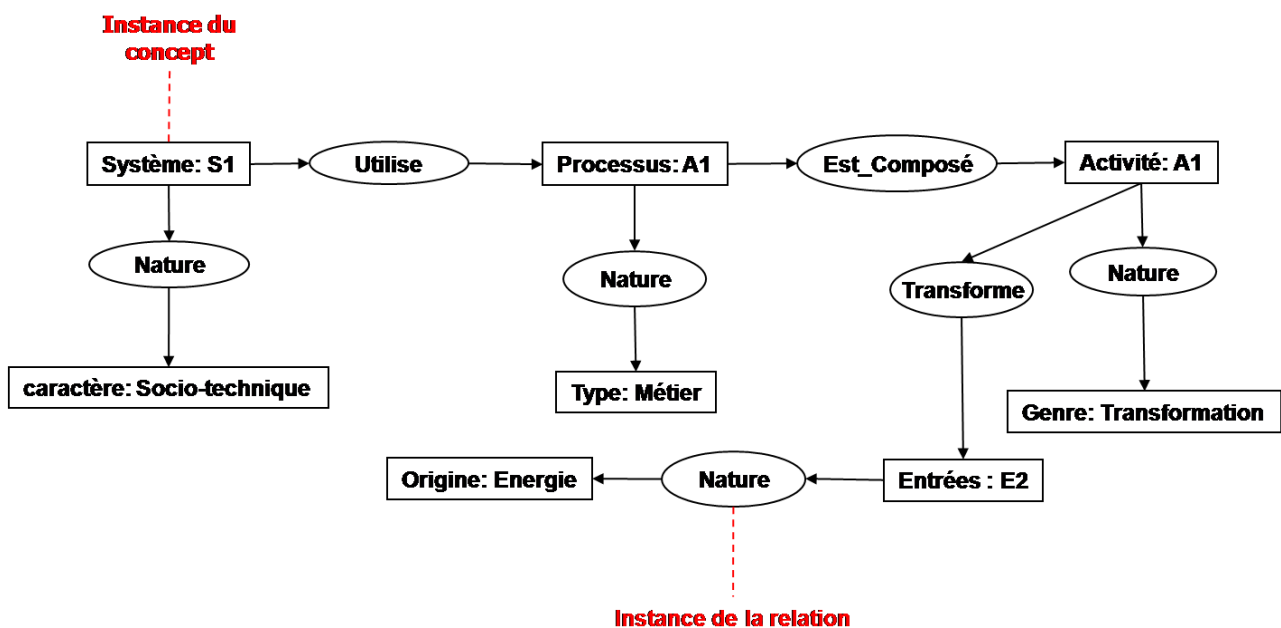 Instance du
concept
Système: S1
Utilise
Processus: A1
Est_Composé
Activité: A1
Nature
Nature
Transforme
Nature
caractère: Socio-technique
Type: Métier
Genre: Transformation
Origine: Energie
Nature
Entrées : E2
Instance de la relation